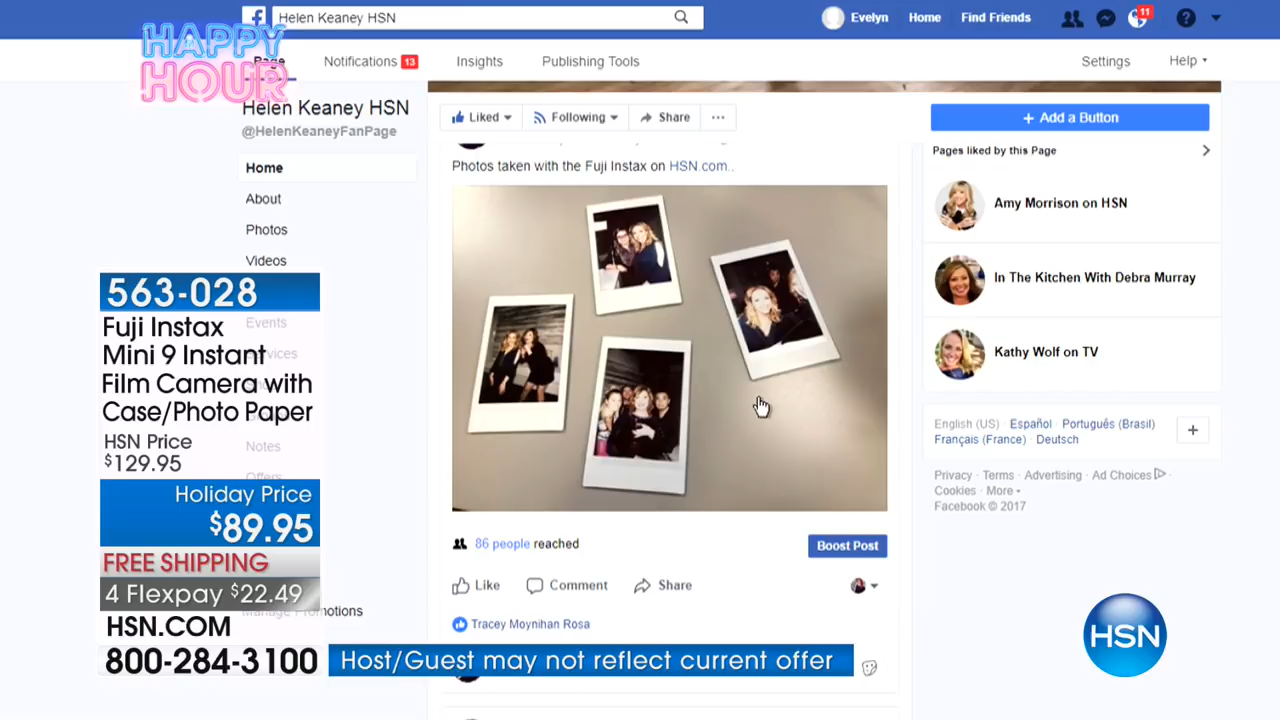 Helen Keaney HSN
Evelyn
Home
Find Friends
11
HAPPY
HOUR
Page
Notifications 13
Insights
Publishing Tools
Settings
Help
Helen Keaney HSN
@HelenKeaneyFanPage
Home
About
Photos
Videos
Events
Services
Notes
Offers
Manage Promotions
Liked
Following
Share
Add a Button
Photos taken with the Fuji Instax on HSN.com..
86 people reached
Boost Post
Like
Comment
Share
Tracey Moynihan Rosa
Pages liked by this Page
Amy Morrison on HSN
In The Kitchen With Debra Murray
Kathy Wolf on TV
English (US) · Español · Português (Brasil) ·
Français (France) · Deutsch
Privacy · Terms · Advertising · Ad Choices ·
Cookies · More
Facebook © 2017
563-028
Fuji Instax
Mini 9 Instant
Film Camera with
Case/Photo Paper
HSN Price
$129.95
Holiday Price
$89.95
FREE SHIPPING
4 Flexpay $22.49
HSN.COM
800-284-3100
Host/Guest may not reflect current offer
HSN